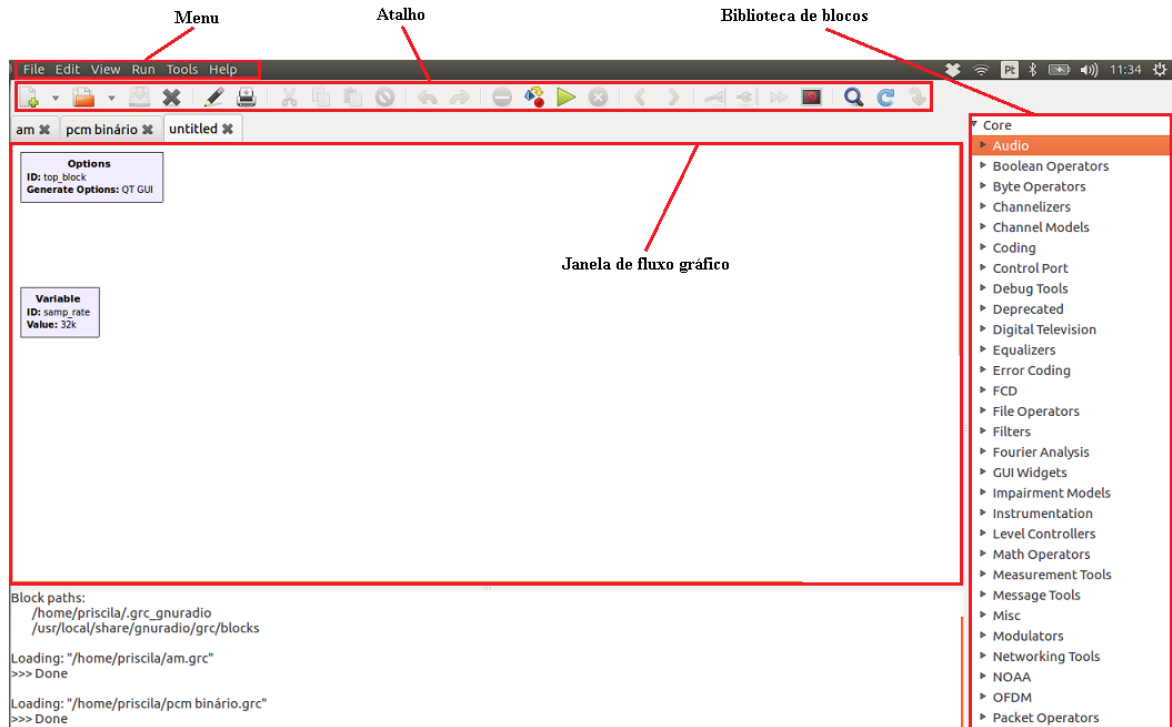 Menu
Atalho
Biblioteca de blocos
File Edit View Run Tools Help
Pt
11:34
am
pcm binário
untitled
Options
ID: top_block
Generate Options: QT GUI
Variable
ID: samp_rate
Value: 32k
Janela de fluxo gráfico
Core
Audio
Boolean Operators
Byte Operators
Channelizers
Channel Models
Coding
Control Port
Debug Tools
Deprecated
Digital Television
Equalizers
Error Coding
FCD
File Operators
Filters
Fourier Analysis
GUI Widgets
Impairment Models
Instrumentation
Level Controllers
Math Operators
Measurement Tools
Message Tools
Misc
Modulators
Networking Tools
NOAA
OFDM
Packet Operators
Block paths:
/home/priscila/.grc_gnuradio
/usr/local/share/gnuradio/grc/blocks
Loading: "/home/priscila/am.grc"
>>> Done
Loading: "/home/priscila/pcm binário.grc"
>>> Done